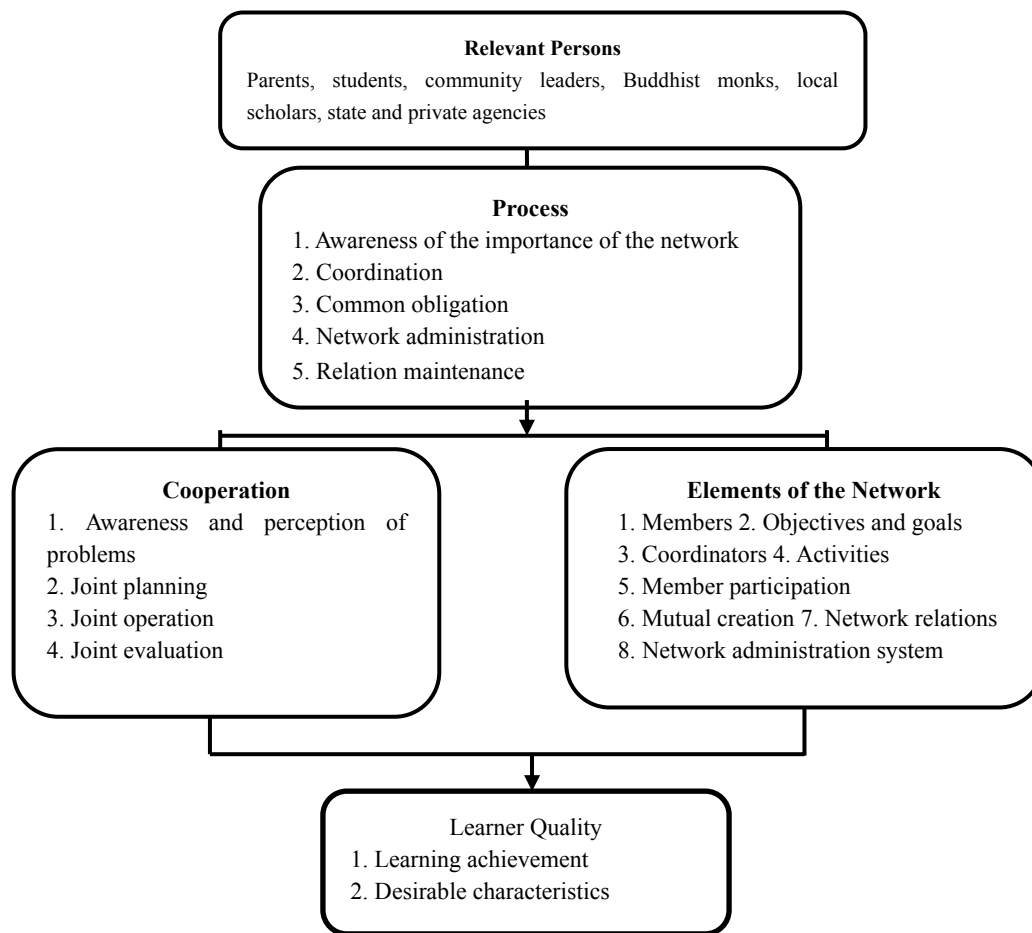 Relevant Persons
Parents, students, community leaders, Buddhist monks, local
scholars, state and private agencies
Process
1. Awareness of the importance of the network
2. Coordination
3. Common obligation
4. Network administration
5. Relation maintenance
Cooperation
1. Awareness and perception of
problems
2. Joint planning
3. Joint operation
4. Joint evaluation
Elements of the Network
1. Members 2. Objectives and goals
3. Coordinators 4. Activities
5. Member participation
6. Mutual creation 7. Network relations
8. Network administration system
Learner Quality
1. Learning achievement
2. Desirable characteristics